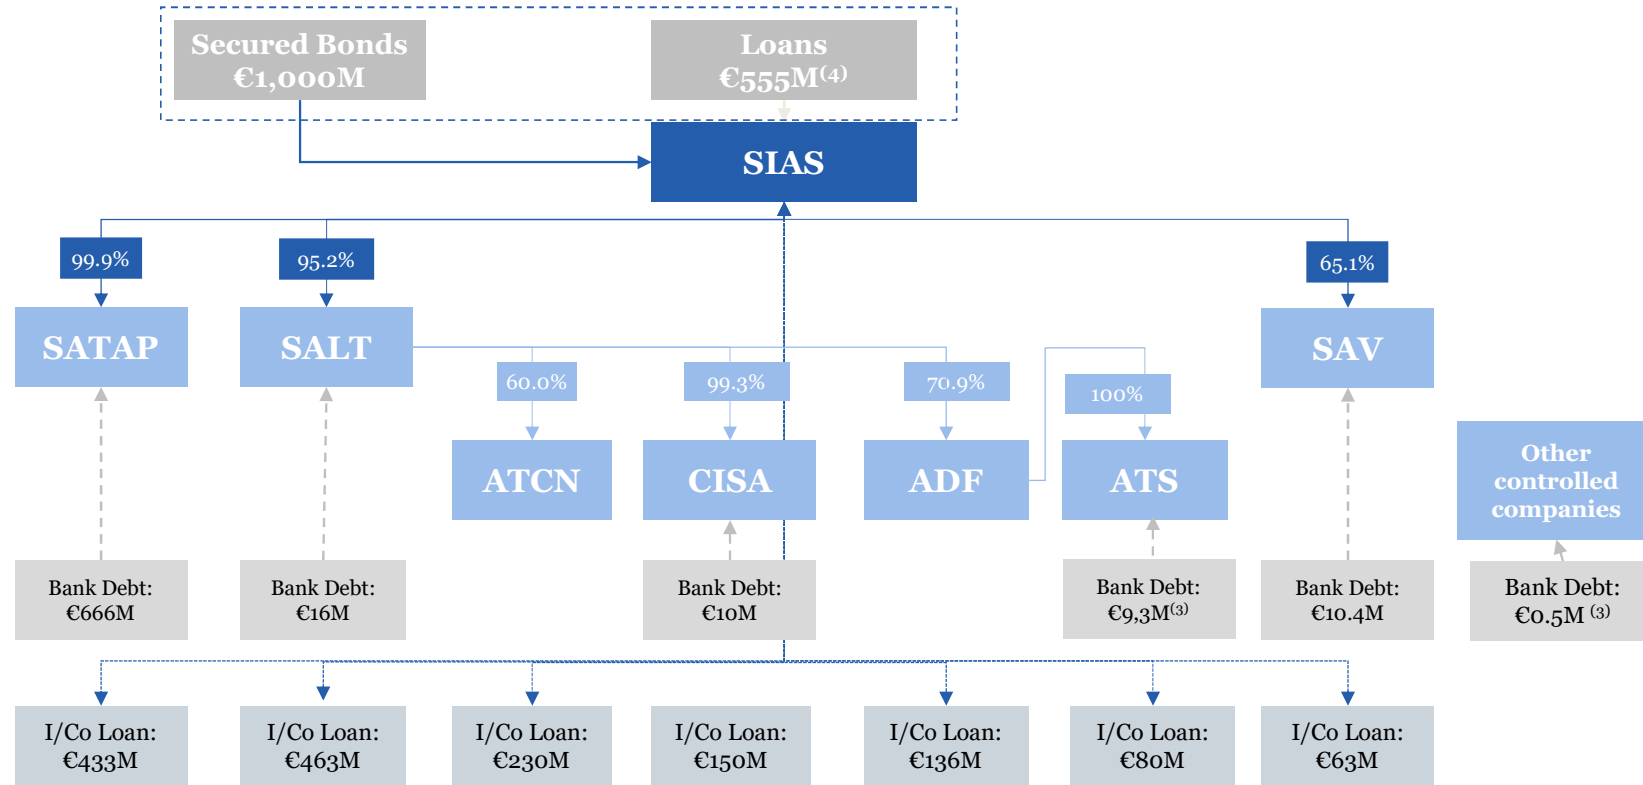 Secured Bonds
€1,000M
Loans
€555M(4)
SIAS
99.9%
95.2%
65.1%
SATAP
SALT
SAV
60.0%
99.3%
70.9%
100%
ATCN
CISA
ADF
ATS
Other
controlled
companies
Bank Debt:
€666M
Bank Debt:
€16M
Bank Debt:
€10M
Bank Debt:
€9,3M(3)
Bank Debt:
€10.4M
Bank Debt:
€0.5M (3)
I/Co Loan:
€433M
I/Co Loan:
€463M
I/Co Loan:
€230M
I/Co Loan:
€150M
I/Co Loan:
€136M
I/Co Loan:
€80M
I/Co Loan:
€63M